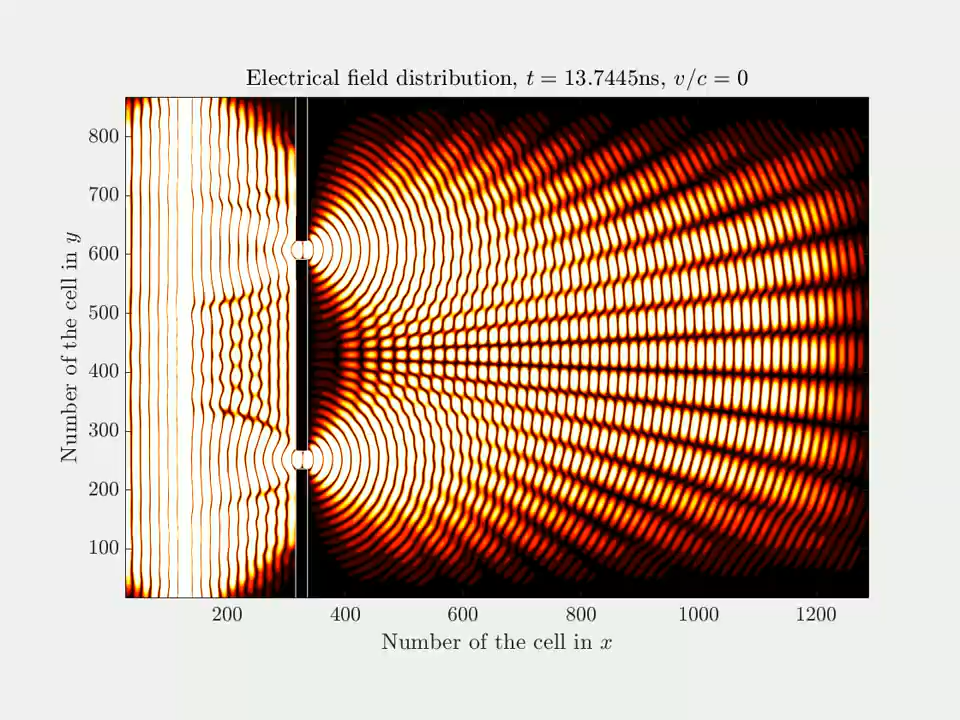 Electrical field distribution, t = 13.7445ns, v/c = 0
800
700
600
500
400
300
200
100
Number of the cell in y
200 400 600 800 1000 1200
Number of the cell in x